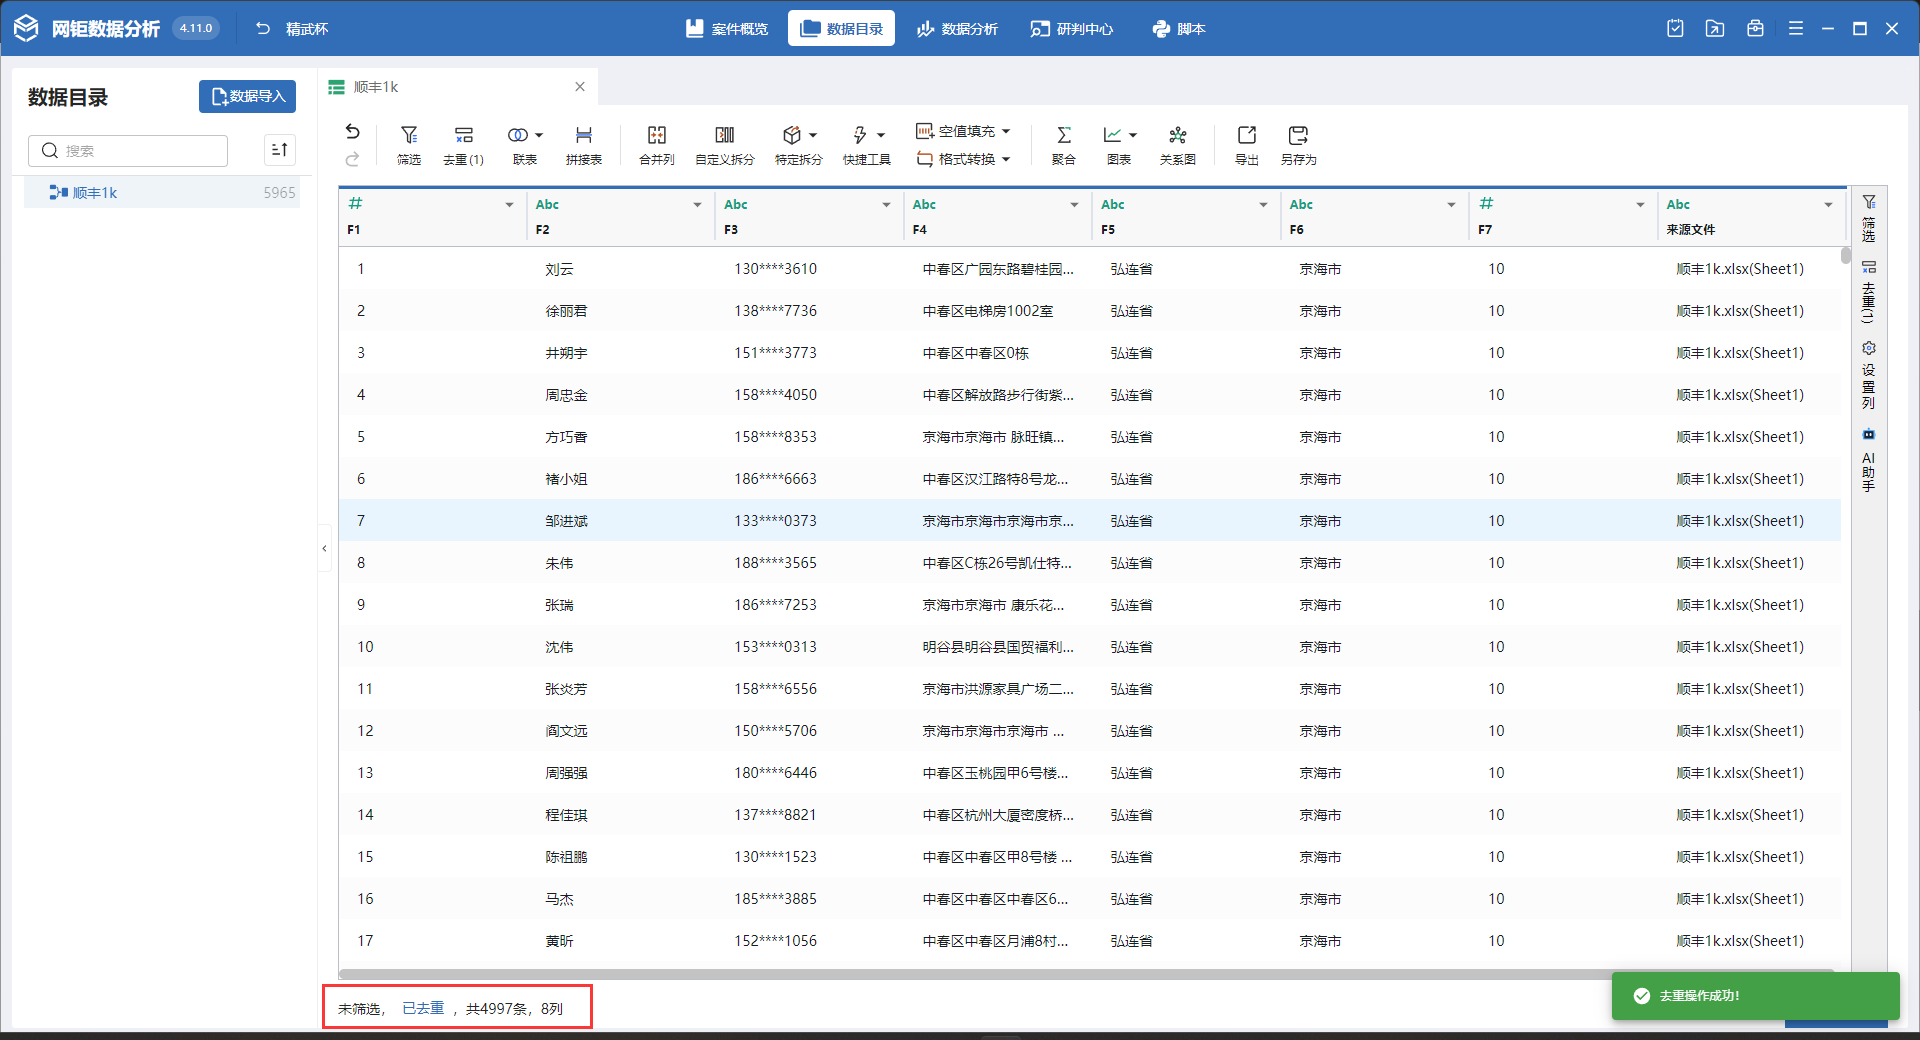 网钜数据分析 4.11.0 精武杯 案件概览 数据目录 数据分析 研判中心 脚本
数据目录 数据导入
搜索
顺丰1k 5965
顺丰1k
筛选 去重(1) 联表 拼接表 合并列 自定义拆分 特定拆分 快捷工具 空值填充 格式转换 聚合 图表 关系图 导出 另存为
# Abc Abc Abc Abc Abc # Abc
F1 F2 F3 F4 F5 F6 F7 来源文件
1 刘云 130****3610 中春区广园东路碧桂园... 弘连省 京海市 10 顺丰1k.xlsx(Sheet1)
2 徐丽君 138****7736 中春区电梯房1002室 弘连省 京海市 10 顺丰1k.xlsx(Sheet1)
3 井朔宇 151****3773 中春区中春区0栋 弘连省 京海市 10 顺丰1k.xlsx(Sheet1)
4 周忠金 158****4050 中春区解放路步行街紫... 弘连省 京海市 10 顺丰1k.xlsx(Sheet1)
5 方巧香 158****8353 京海市京海市 脉旺镇... 弘连省 京海市 10 顺丰1k.xlsx(Sheet1)
6 褚小姐 186****6663 中春区汉江路特8号龙... 弘连省 京海市 10 顺丰1k.xlsx(Sheet1)
7 邹进斌 133****0373 京海市京海市京海市京... 弘连省 京海市 10 顺丰1k.xlsx(Sheet1)
8 朱伟 188****3565 中春区C栋26号凯仕特... 弘连省 京海市 10 顺丰1k.xlsx(Sheet1)
9 张瑞 186****7253 京海市京海市 康乐花... 弘连省 京海市 10 顺丰1k.xlsx(Sheet1)
10 沈伟 153****0313 明谷县明谷县国贸福利... 弘连省 京海市 10 顺丰1k.xlsx(Sheet1)
11 张炎芳 158****6556 京海市洪源家具广场二... 弘连省 京海市 10 顺丰1k.xlsx(Sheet1)
12 阎文远 150****5706 京海市京海市京海市 ... 弘连省 京海市 10 顺丰1k.xlsx(Sheet1)
13 周强强 180****6446 中春区玉桃园甲6号楼... 弘连省 京海市 10 顺丰1k.xlsx(Sheet1)
14 程佳琪 137****8821 中春区杭州大厦密度桥... 弘连省 京海市 10 顺丰1k.xlsx(Sheet1)
15 陈祖鹏 130****1523 中春区中春区甲8号楼 ... 弘连省 京海市 10 顺丰1k.xlsx(Sheet1)
16 马杰 185****3885 中春区中春区中春区6... 弘连省 京海市 10 顺丰1k.xlsx(Sheet1)
17 黄昕 152****1056 中春区中春区月浦8村... 弘连省 京海市 10 顺丰1k.xlsx(Sheet1)
筛选
去重(1)
设置列
AI助手
未筛选， 已去重 ， 共4997条，8列
去重操作成功！